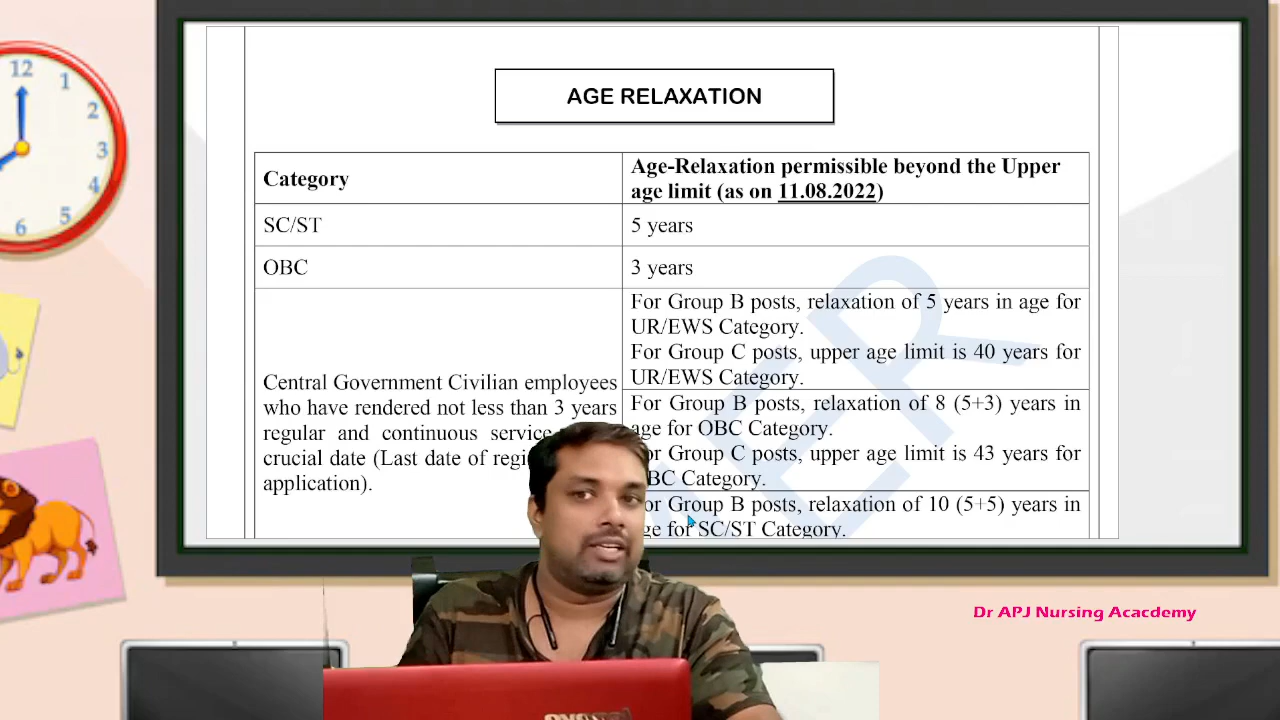 12
1
2
3
4
5
6
AGE RELAXATION
Category
Age-Relaxation permissible beyond the Upper
age limit (as on 11.08.2022)
SC/ST
5 years
OBC
3 years
Central Government Civilian employees
who have rendered not less than 3 years
regular and continuous service
crucial date (Last date of
application).
For Group B posts, relaxation of 5 years in age for
UR/EWS Category.
For Group C posts, upper age limit is 40 years for
UR/EWS Category.
For Group B posts, relaxation of 8 (5+3) years in
age for OBC Category.
Group C posts, upper age limit is 43 years for
Category.
Group B posts, relaxation of 10 (5+5) years in
for SC/ST Category.
Dr APJ Nursing Acacdemy